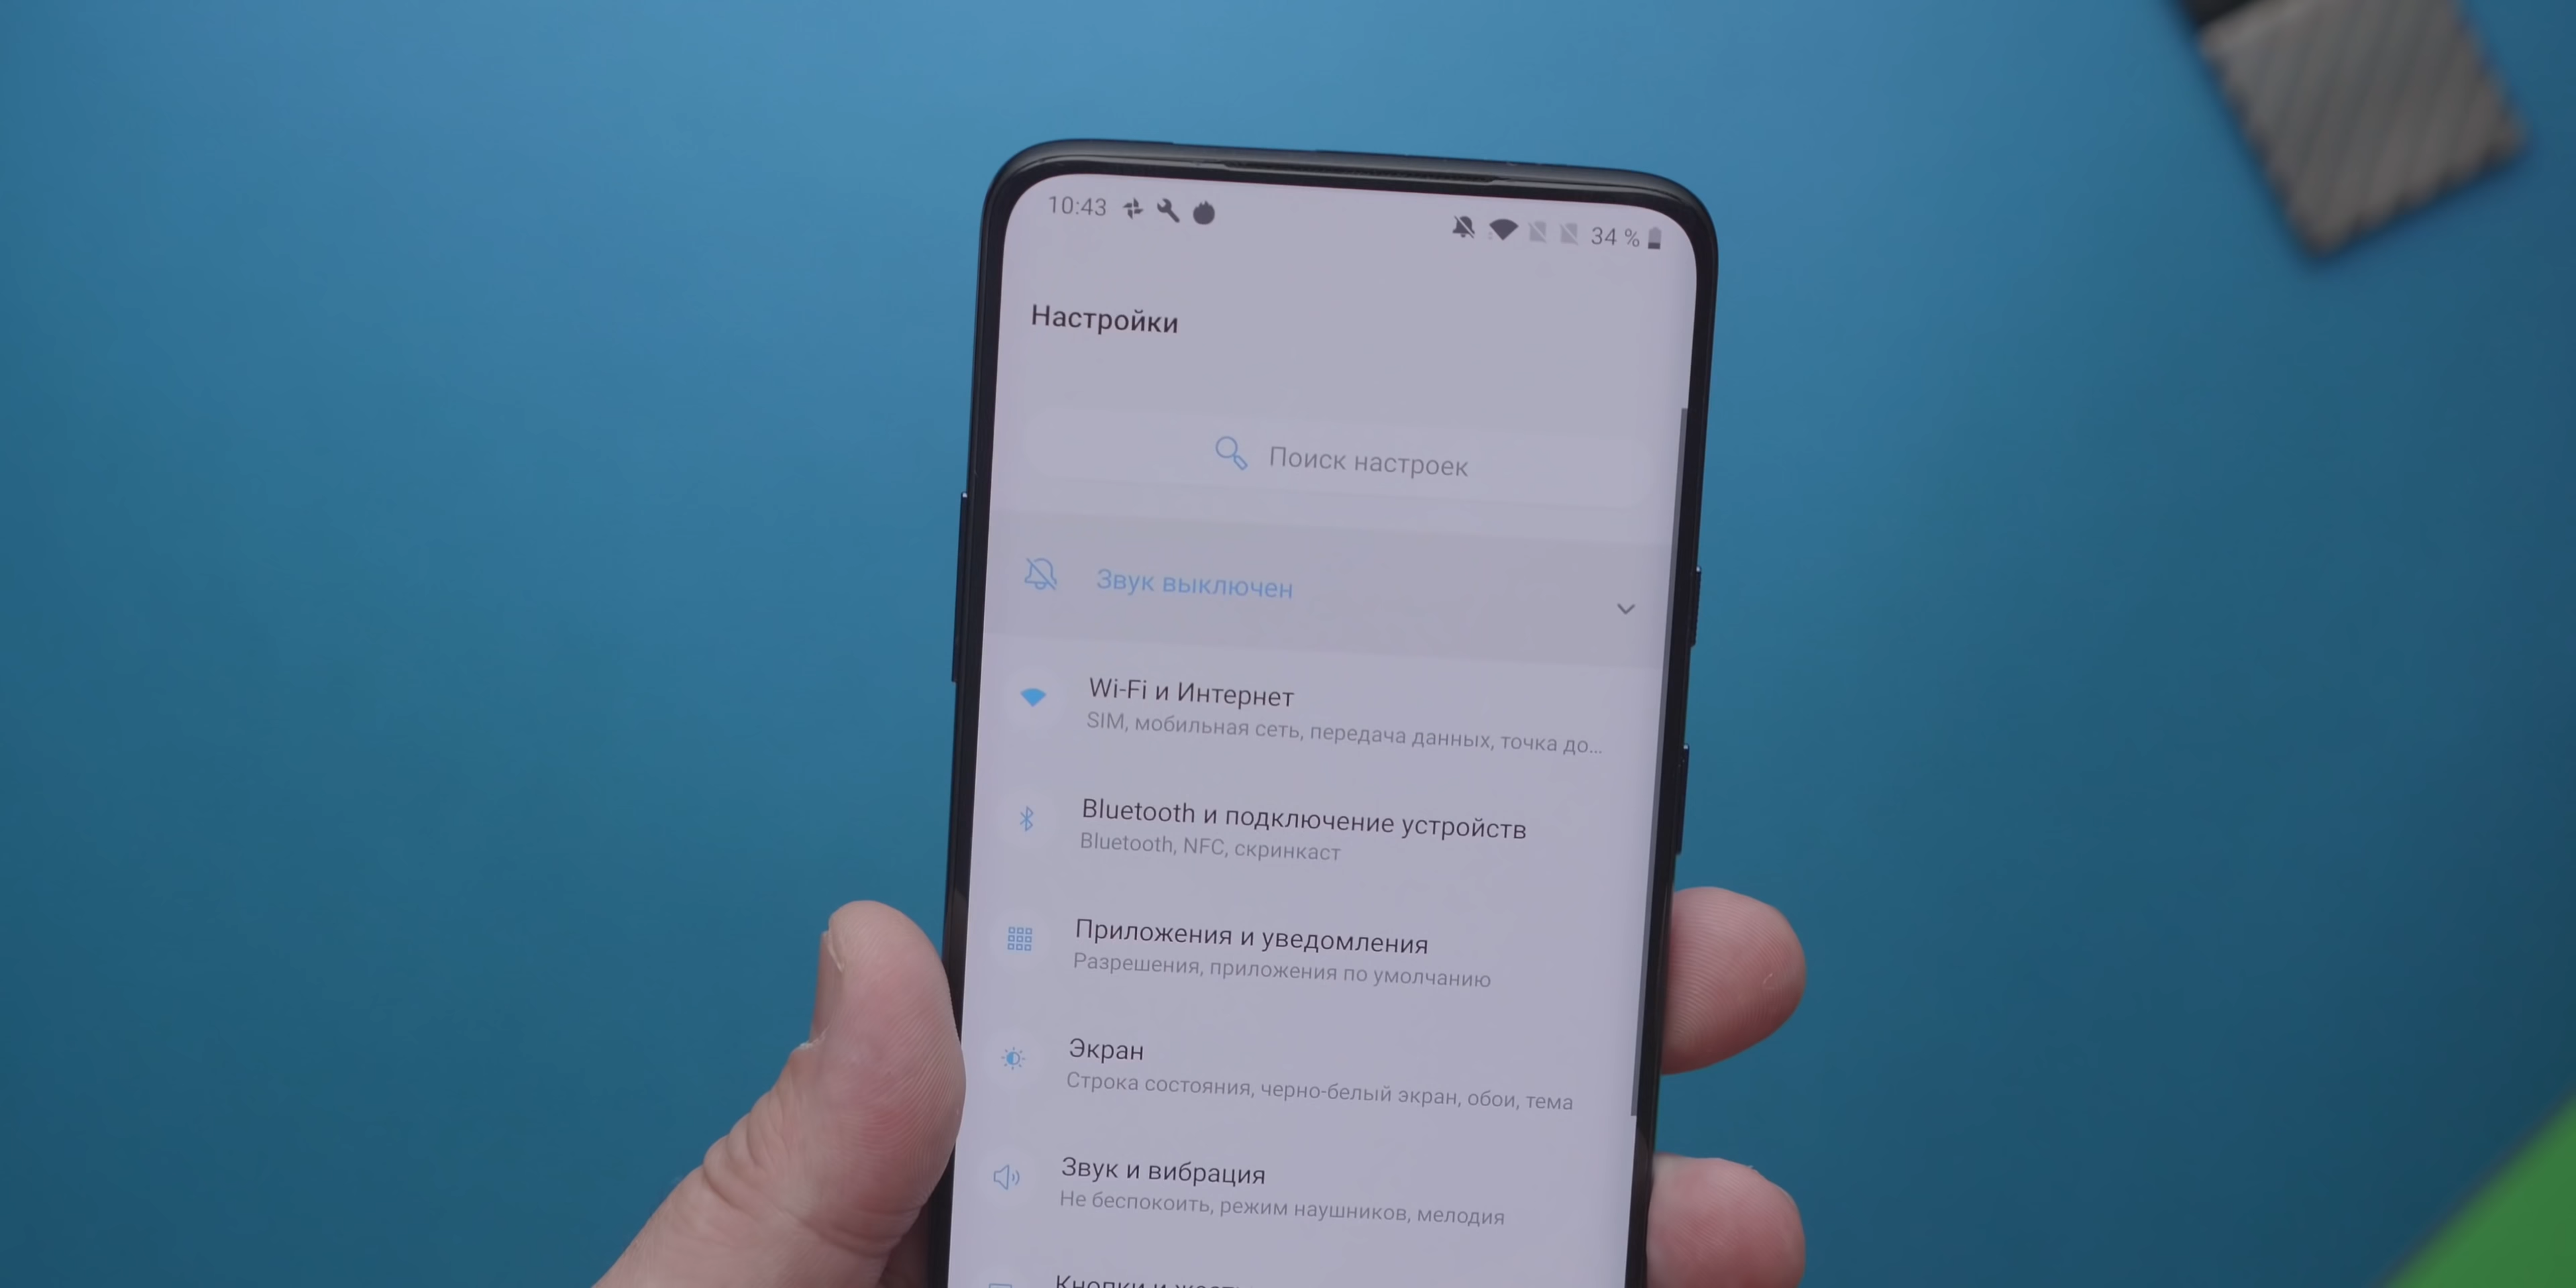 10:43
34 %
Настройки
Поиск настроек
Звук выключен
Wi-Fi и Интернет
SIM, мобильная сеть, передача данных, точка до...
Bluetooth и подключение устройств
Bluetooth, NFC, скринкаст
Приложения и уведомления
Разрешения, приложения по умолчанию
Экран
Строка состояния, черно-белый экран, обои, тема
Звук и вибрация
Не беспокоить, режим наушников, мелодия
Кнопки и